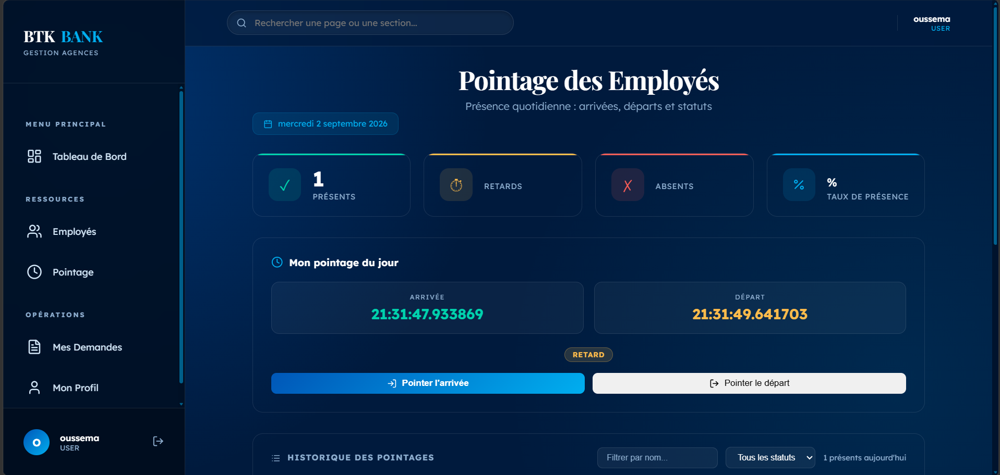 BTK BANK
GESTION AGENCES
MENU PRINCIPAL
Tableau de Bord
RESSOURCES
Employés
Pointage
OPÉRATIONS
Mes Demandes
Mon Profil
o
oussema
USER
Rechercher une page ou une section...
oussema
USER
Pointage des Employés
Présence quotidienne : arrivées, départs et statuts
mercredi 2 septembre 2026
✓
1
PRÉSENTS
RETARDS
✗
ABSENTS
%
%
TAUX DE PRÉSENCE
Mon pointage du jour
ARRIVÉE
21:31:47.933869
DÉPART
21:31:49.641703
RETARD
Pointer l'arrivée
Pointer le départ
HISTORIQUE DES POINTAGES
Filtrer par nom...
Tous les statuts
1 présents aujourd'hui